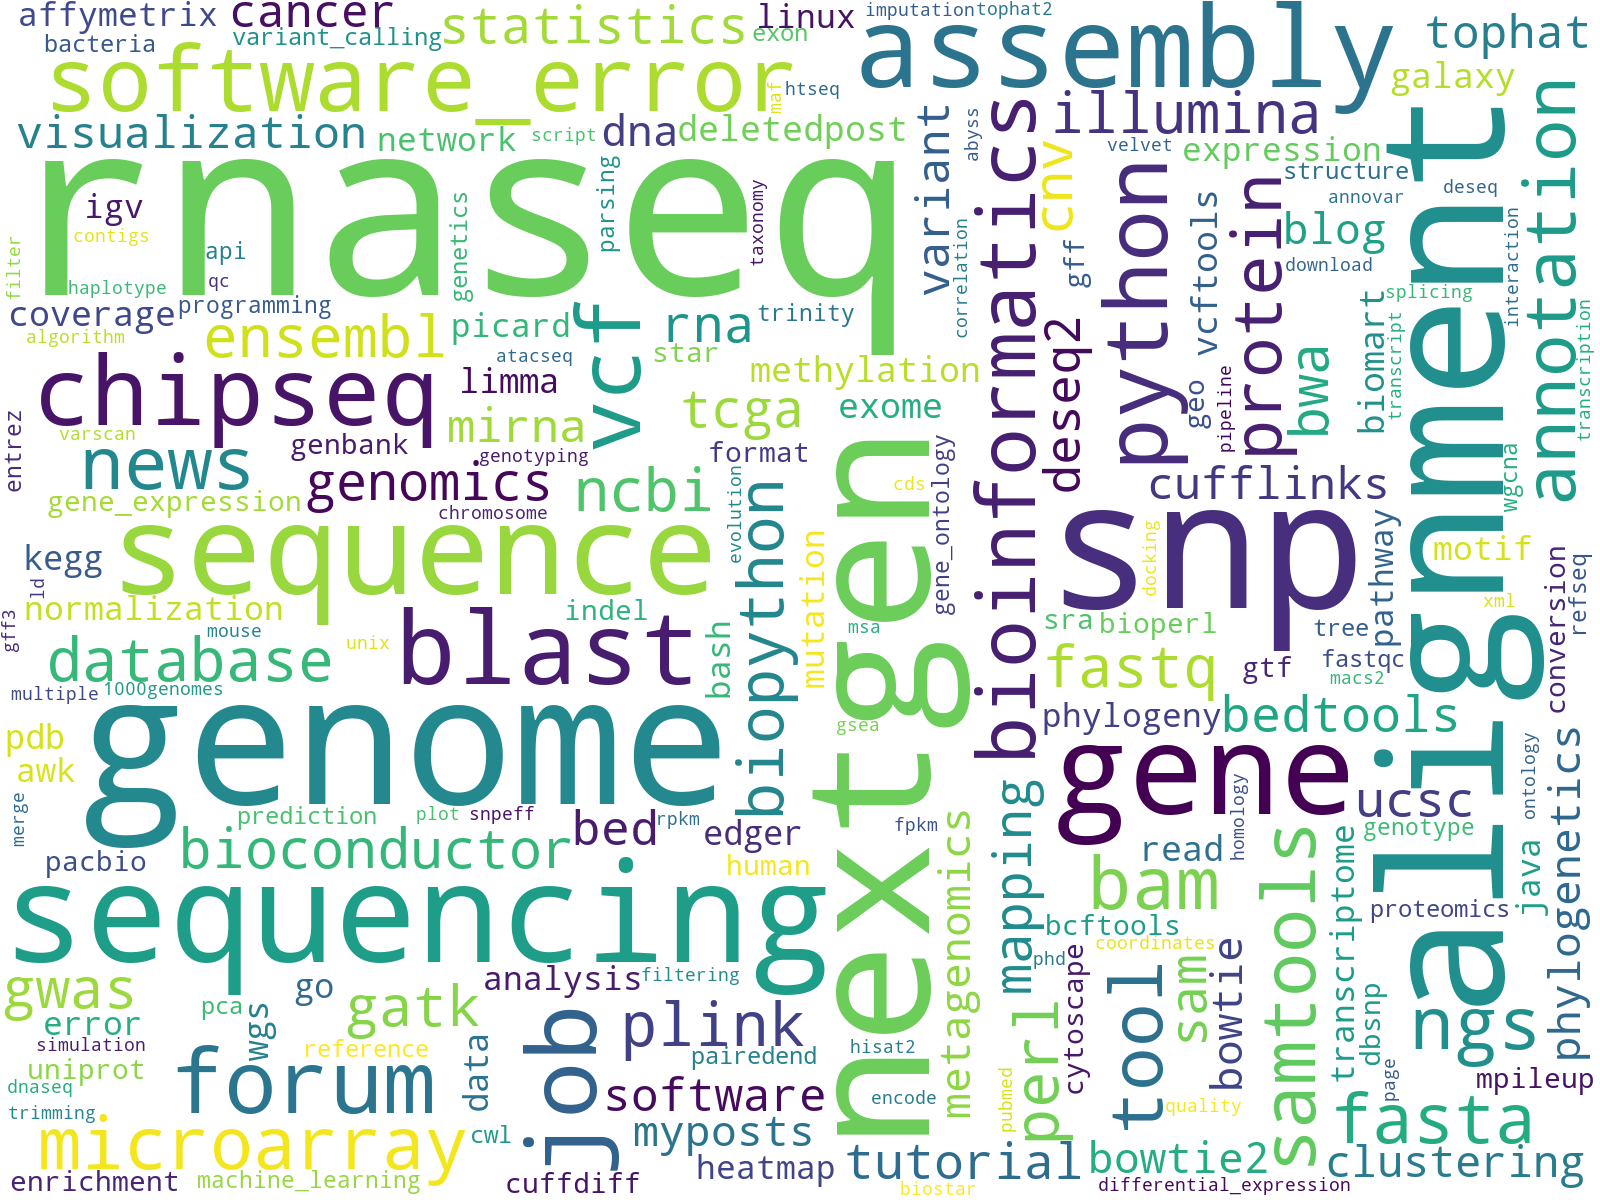 affymetrix
cancer
linux
imputation
tophat2
bacteria
variant_calling
statistics
exon
assembly
tophat
software_error
maf
htseq
galaxy
visualization
network
script
dna
deletedpost
variant
abyss
bioinformatics
illumina
velvet
expression
annotation
rnaseq
igv
contigs
genetics
parsing
taxonomy
cnv
python
structure
annovar
deseq
alignment
filter
api
qc
haplotype
programming
correlation
gff
vcftools
protein
blog
download
interaction
coverage
algorithm
ensembl
picard
vcf
rna
trinity
atacseq
star
biomart
splicing
transcript
transcription
chipseq
limma
methylation
deseq2
geo
pipeline
bwa
entrez
varscan
mirna
tcga
exome
genbank
genotyping
format
news
genomics
ncbi
evolution
biopython
cds
gene_ontology
cufflinks
wgcna
gene_expression
chromosome
sequence
nextgen
snp
docking
pathway
motif
kegg
ld
mutation
conversion
refseq
normalization
indel
xml
gff3
mouse
unix
blast
bash
msa
sra
bioperl
tree
database
fastq
gtf
fastqc
macs2
multiple
1000genomes
genome
gsea
phylogeny
bedtools
pdb
awk
gene
phylogenetics
ontology
merge
prediction
plot
snpeff
bed
rpkm
edger
fpkm
metagenomics
mapping
homology
ucsc
genotype
java
pacbio
bioconductor
human
read
sequencing
bam
samtools
transcriptome
proteomics
bcftools
coordinates
gwas
pca
go
analysis
filtering
phd
cytoscape
sam
bowtie
dbsnp
error
wgs
gatk
job
plink
perl
tool
ngs
simulation
reference
data
pairedend
hisat2
uniprot
forum
software
encode
pubmed
quality
page
mpileup
dnaseq
trimming
microarray
cwl
myposts
fasta
enrichment
machine_learning
cuffdiff
heatmap
tutorial
biostar
bowtie2
differential_expression
clustering